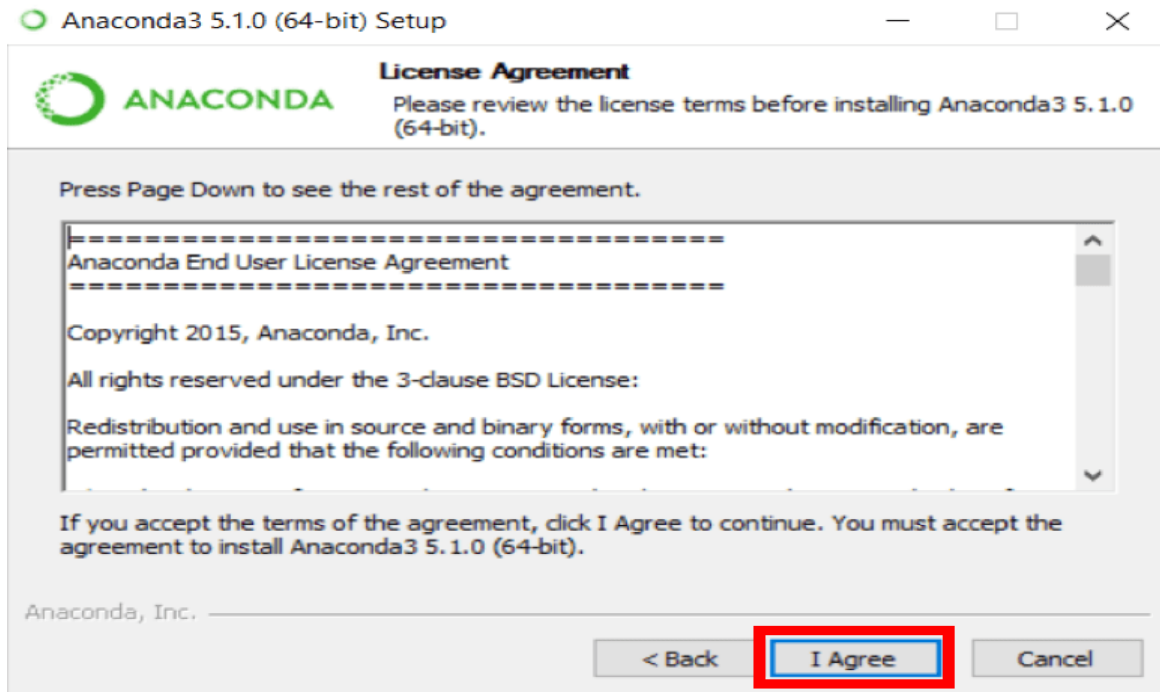 Anaconda3 5.1.0 (64-bit) Setup
ANACONDA
License Agreement
Please review the license terms before installing Anaconda3 5.1.0
(64-bit).
Press Page Down to see the rest of the agreement.
===================================
Anaconda End User License Agreement
===================================
Copyright 2015, Anaconda, Inc.
All rights reserved under the 3-clause BSD License:
Redistribution and use in source and binary forms, with or without modification, are
permitted provided that the following conditions are met:
If you accept the terms of the agreement, click I Agree to continue. You must accept the
agreement to install Anaconda3 5.1.0 (64-bit).
Anaconda, Inc.
< Back
I Agree
Cancel